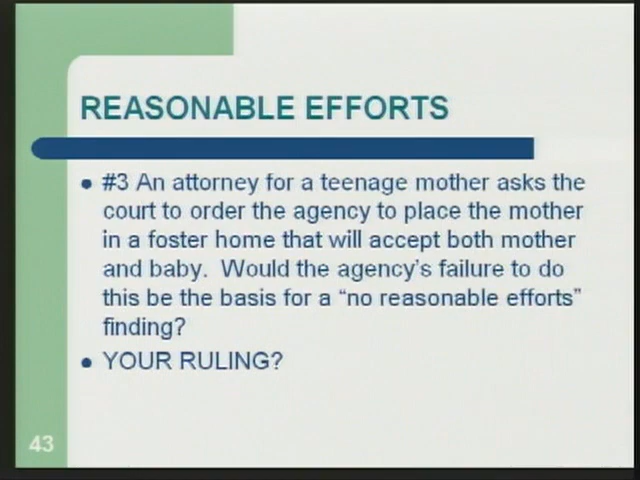 REASONABLE EFFORTS
#3 An attorney for a teenage mother asks the
court to order the agency to place the mother
in a foster home that will accept both mother
and baby.  Would the agency's failure to do
this be the basis for a “no reasonable efforts”
finding?
YOUR RULING?
43